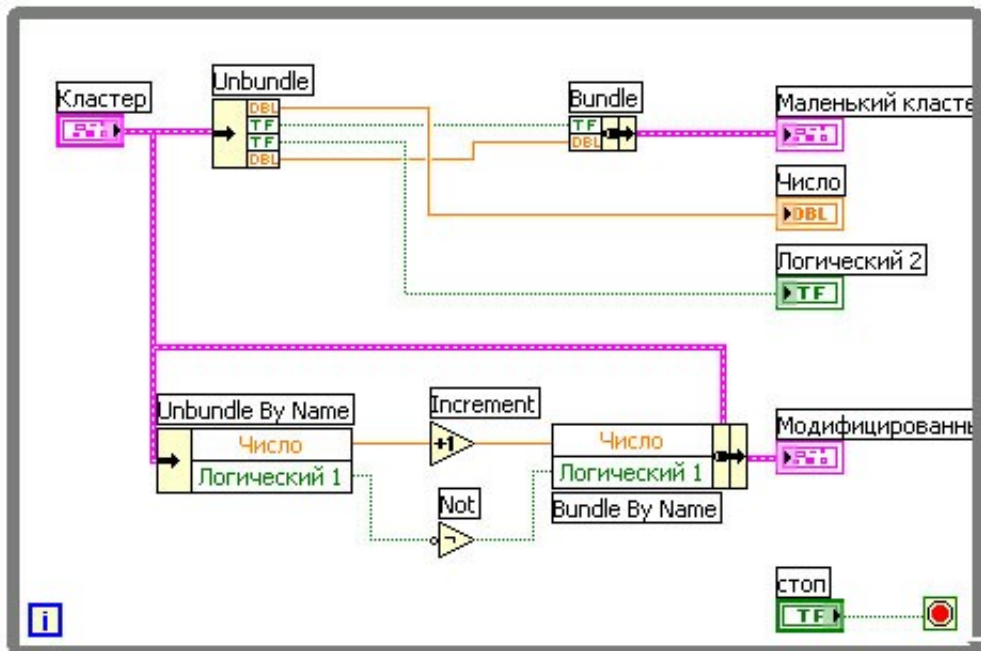 Кластер
Unbundle
DBL
TF
TF
DBL
Bundle
TF
DBL
Маленький класте
Число
DBL
Логический 2
TF
Unbundle By Name
Число
Логический 1
Increment
+1
Not
Число
Логический 1
Bundle By Name
Модифицированны
стоп
TF
i